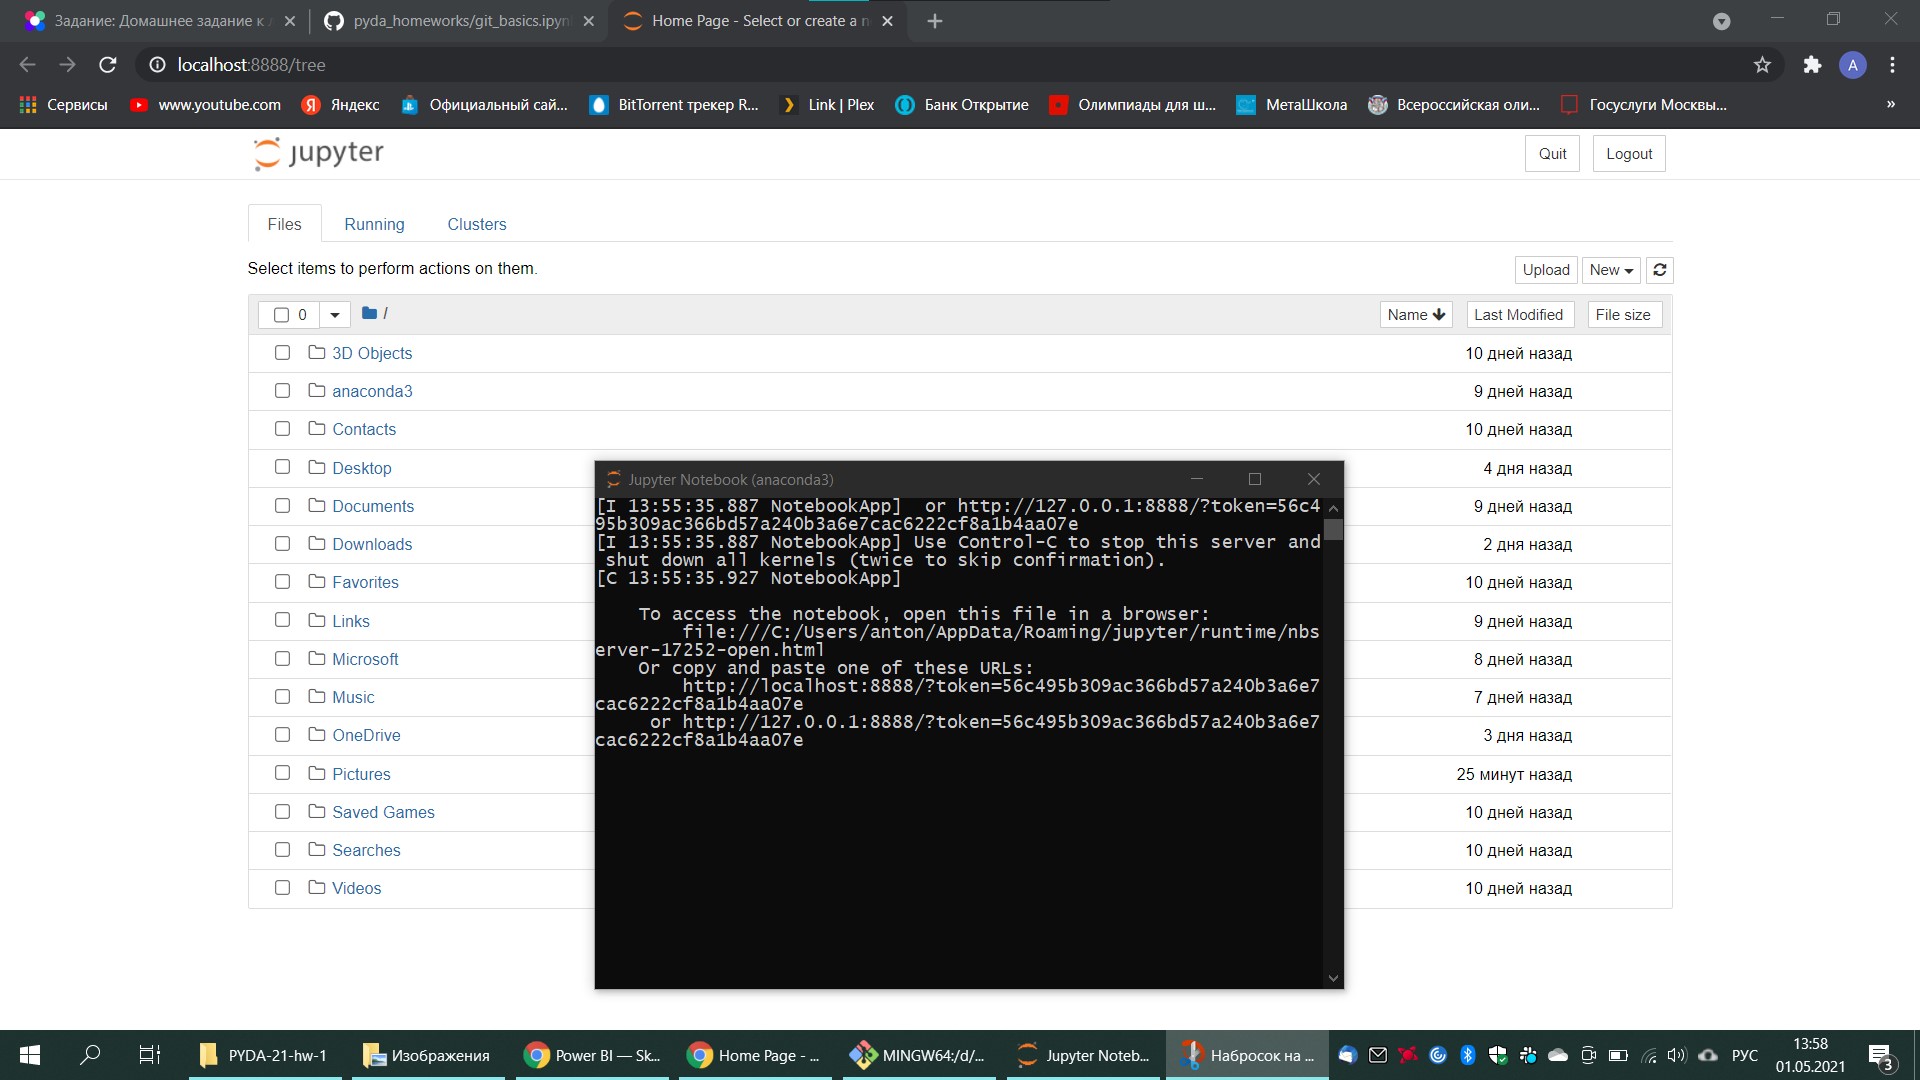 Задание: Домашнее задание к
pyda_homeworks/git_basics.ipyn
Home Page - Select or create a n
localhost:8888/tree
A
Сервисы
www.youtube.com
Яндекс
Официальный сай...
BitTorrent трекер R...
Link | Plex
Банк Открытие
Олимпиады для ш...
МетаШкола
Всероссийская оли...
Госуслуги Москвы...
»
jupyter
Quit
Logout
Files
Running
Clusters
Select items to perform actions on them.
Upload
New
0
/
Name
Last Modified
File size
3D Objects
10 дней назад
anaconda3
9 дней назад
Contacts
10 дней назад
Desktop
4 дня назад
Documents
9 дней назад
Downloads
2 дня назад
Favorites
10 дней назад
Links
9 дней назад
Microsoft
8 дней назад
Music
7 дней назад
OneDrive
3 дня назад
Pictures
25 минут назад
Saved Games
10 дней назад
Searches
10 дней назад
Videos
10 дней назад
Jupyter Notebook (anaconda3)
[I 13:55:35.887 NotebookApp]  or http://127.0.0.1:8888/?token=56c4
95b309ac366bd57a240b3a6e7cac6222cf8a1b4aa07e
[I 13:55:35.887 NotebookApp] Use Control-C to stop this server and
shut down all kernels (twice to skip confirmation).
[C 13:55:35.927 NotebookApp]
To access the notebook, open this file in a browser:
file:///C:/Users/anton/AppData/Roaming/jupyter/runtime/nbs
erver-17252-open.html
Or copy and paste one of these URLs:
http://localhost:8888/?token=56c495b309ac366bd57a240b3a6e7
cac6222cf8a1b4aa07e
or http://127.0.0.1:8888/?token=56c495b309ac366bd57a240b3a6e7
cac6222cf8a1b4aa07e
PYDA-21-hw-1
Изображения
Power BI — Sk...
Home Page - ...
MINGW64:/d/...
Jupyter Noteb...
Набросок на ...
РУС
13:58
01.05.2021
3